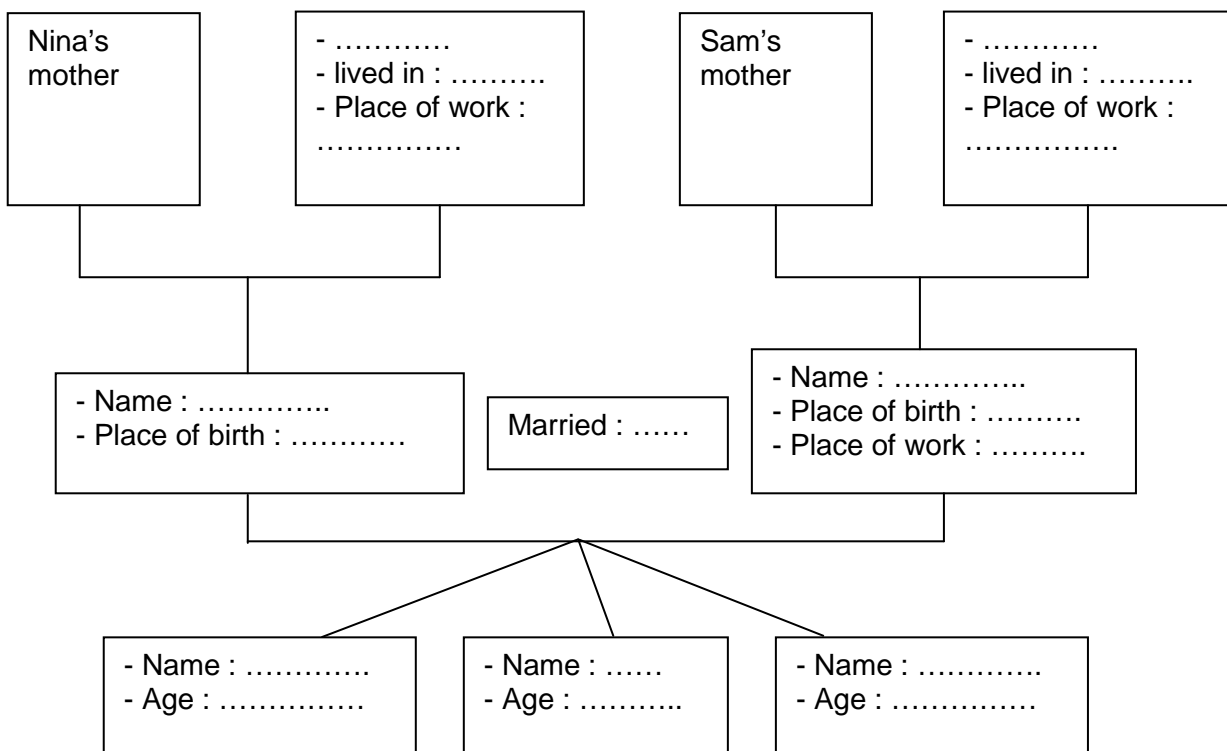 Nina’s
mother
- …………
- lived in : ……….
- Place of work :
……………
Sam’s
mother
- …………
- lived in : ……….
- Place of work :
…………….
- Name : …………..
- Place of birth : …………
Married : ……
- Name : …………..
- Place of birth : ……….
- Place of work : ……….
- Name : ………….
- Age : ……………
- Name : ……
- Age : ………..
- Name : ………….
- Age : ……………